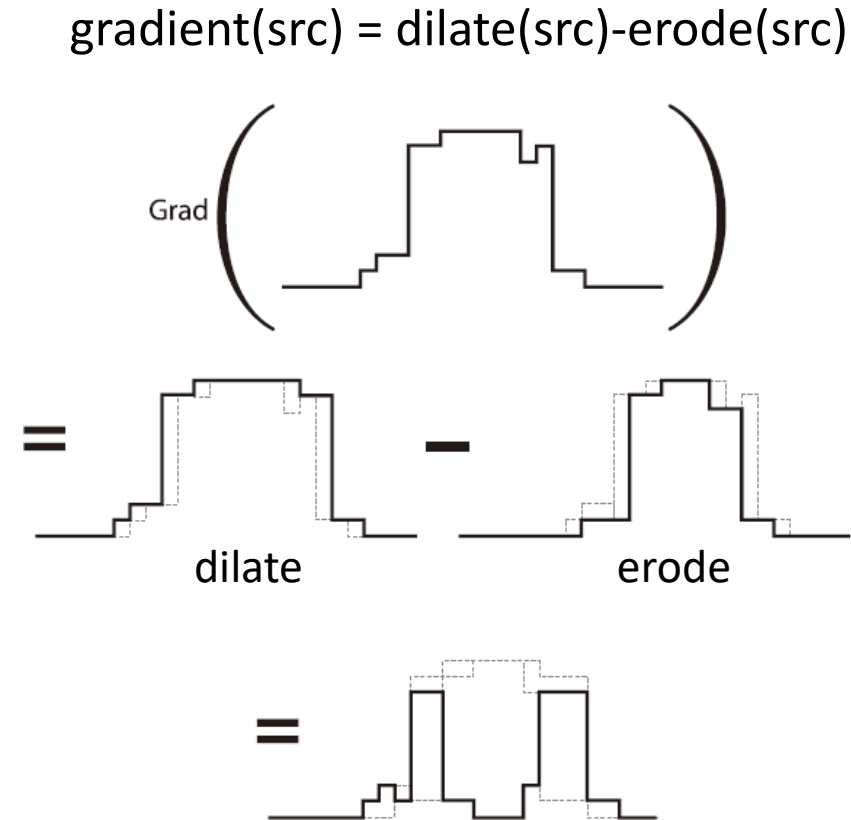 gradient(src) = dilate(src)-erode(src)
Grad
=
−
dilate
erode
=